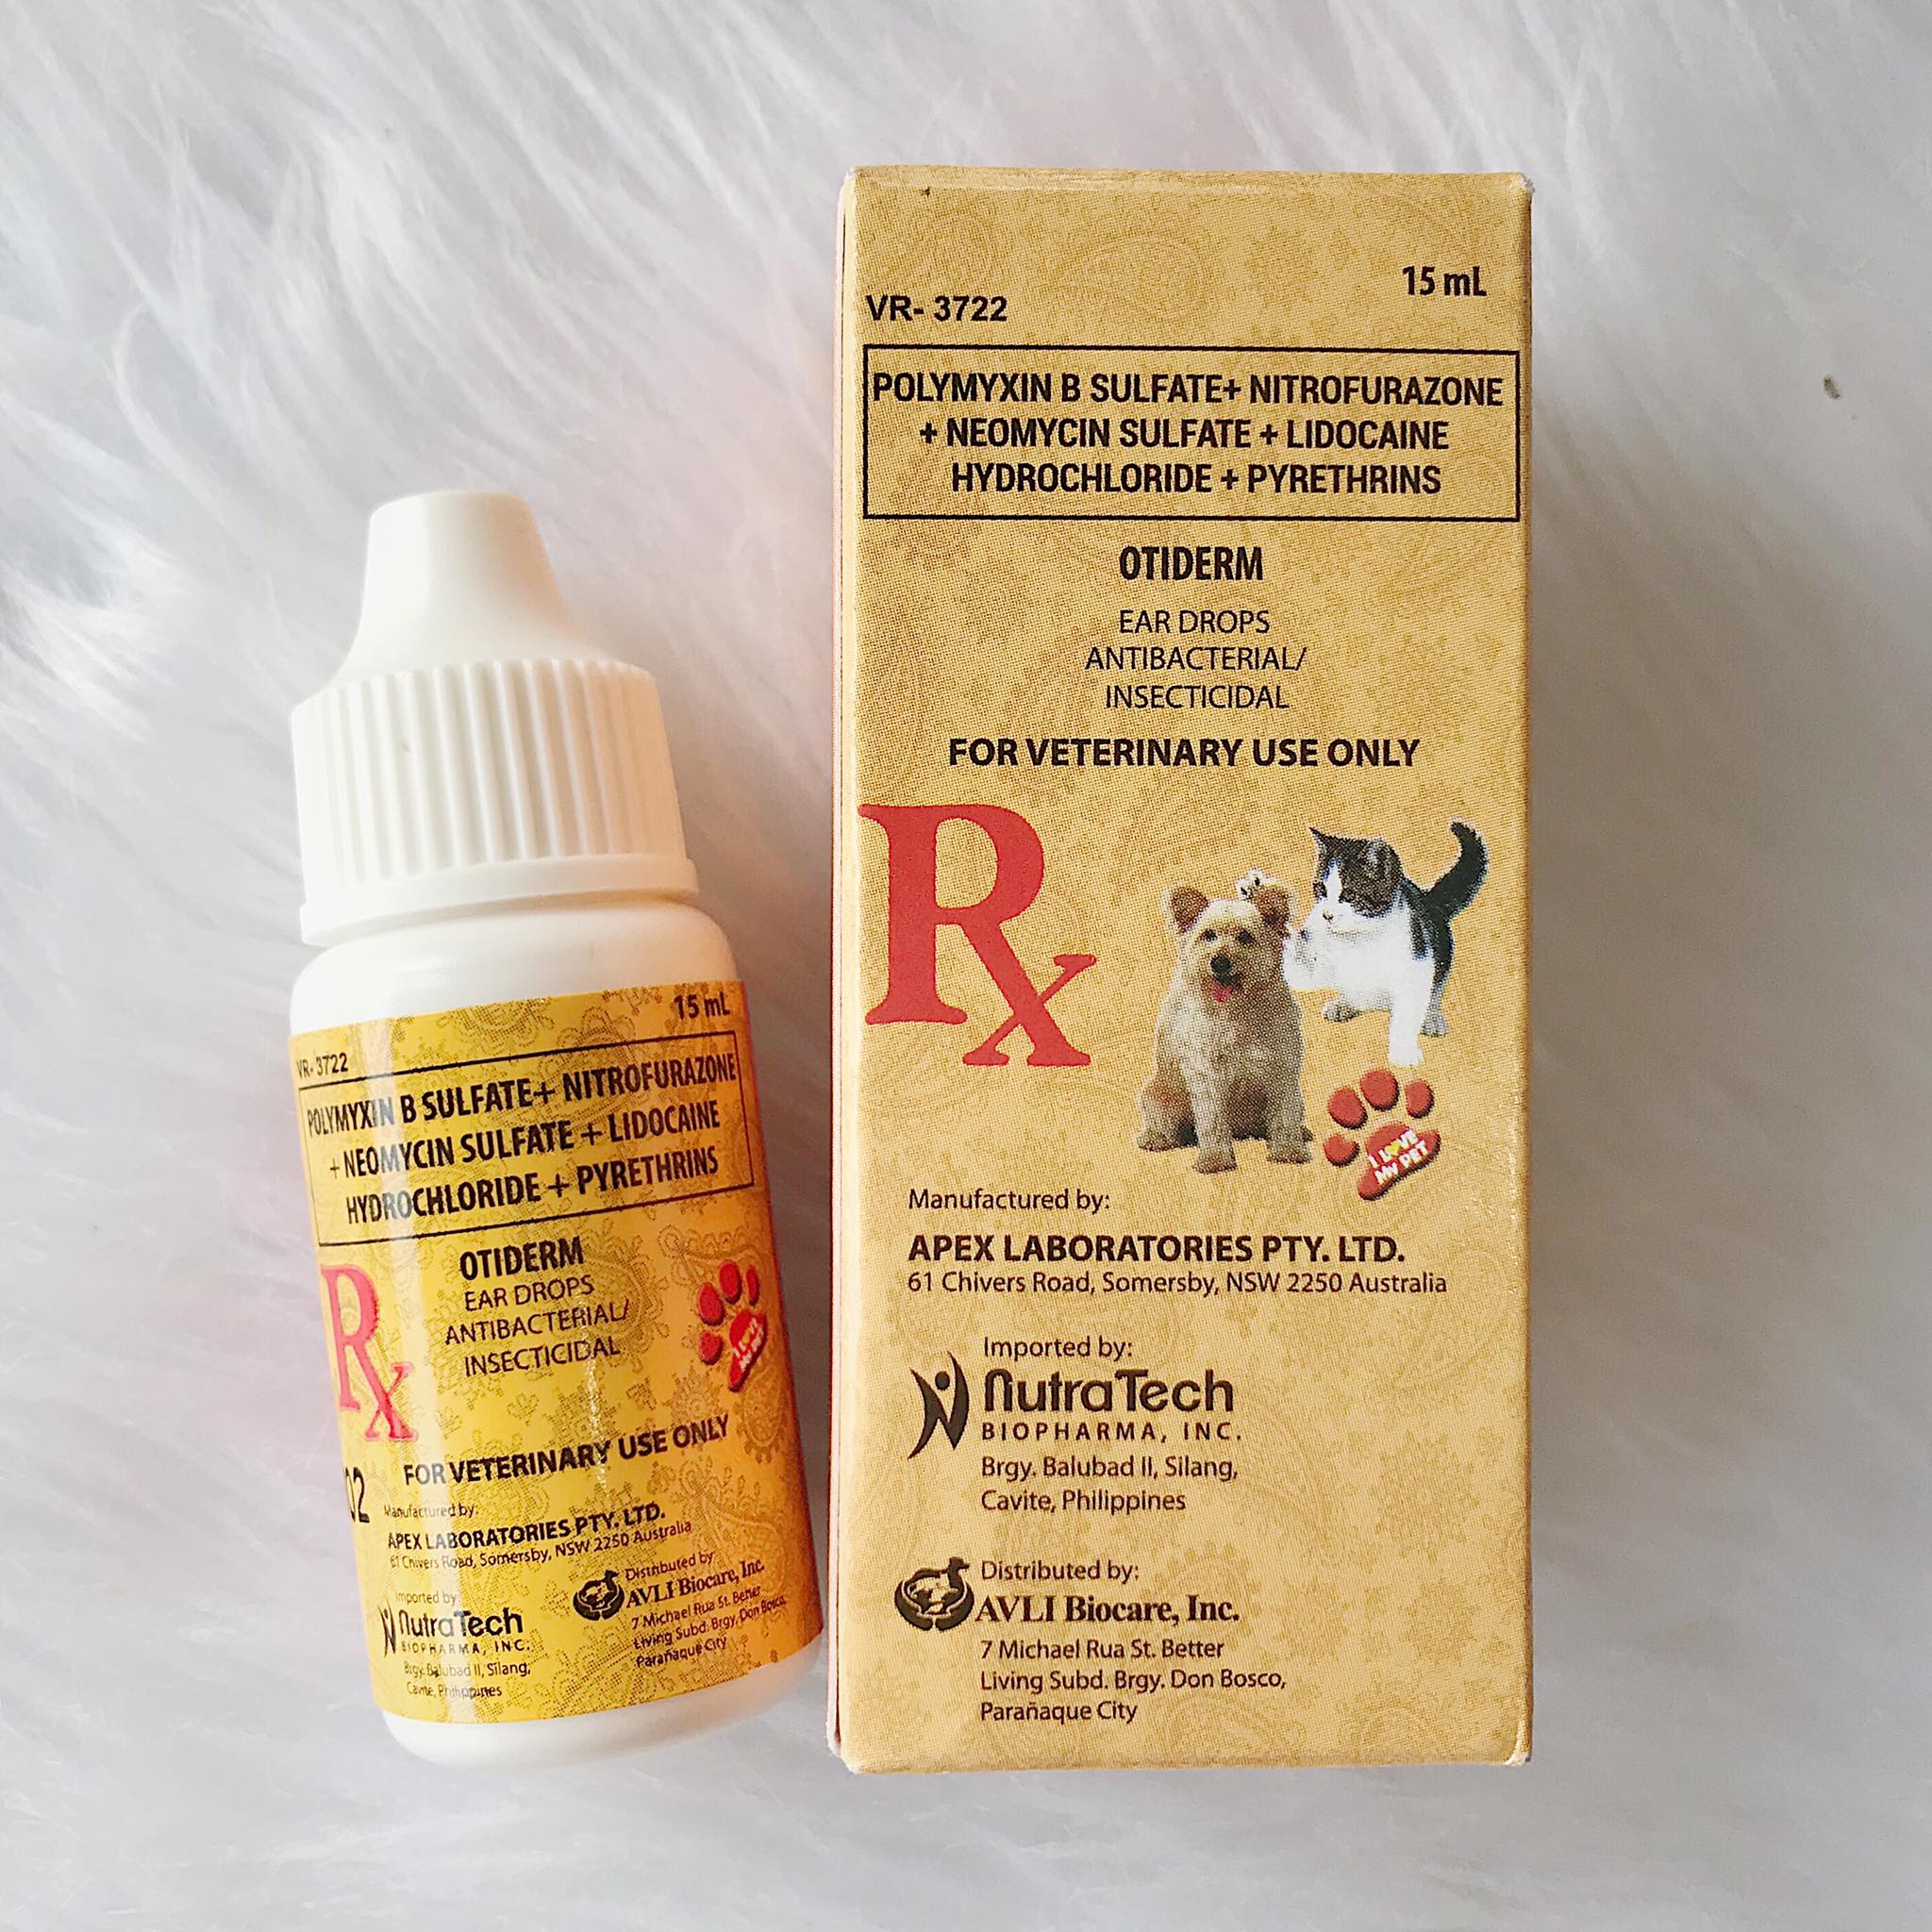 15 mL
VR- 3722
POLYMYXIN B SULFATE+ NITROFURAZONE
+ NEOMYCIN SULFATE + LIDOCAINE
HYDROCHLORIDE + PYRETHRINS
OTIDERM
EAR DROPS
ANTIBACTERIAL/
INSECTICIDAL
Rx
02
FOR VETERINARY USE ONLY
Manufactured by:
APEX LABORATORIES PTY. LTD.
61 Chivers Road, Somersby, NSW 2250 Australia
Imported by:
NutraTech
BIOPHARMA, INC.
Brgy. Balubad II, Silang,
Cavite, Philippines
Distributed by:
AVLI Biocare, Inc.
7 Michael Rua St. Better
Living Subd. Brgy. Don Bosco,
Parañaque City
15 mL
VR- 3722
POLYMYXIN B SULFATE+ NITROFURAZONE
+ NEOMYCIN SULFATE + LIDOCAINE
HYDROCHLORIDE + PYRETHRINS
OTIDERM
EAR DROPS
ANTIBACTERIAL/
INSECTICIDAL
FOR VETERINARY USE ONLY
Rx
I LOVE
My PET
Manufactured by:
APEX LABORATORIES PTY. LTD.
61 Chivers Road, Somersby, NSW 2250 Australia
Imported by:
NutraTech
BIOPHARMA, INC.
Brgy. Balubad II, Silang,
Cavite, Philippines
Distributed by:
AVLI Biocare, Inc.
7 Michael Rua St. Better
Living Subd. Brgy. Don Bosco,
Parañaque City